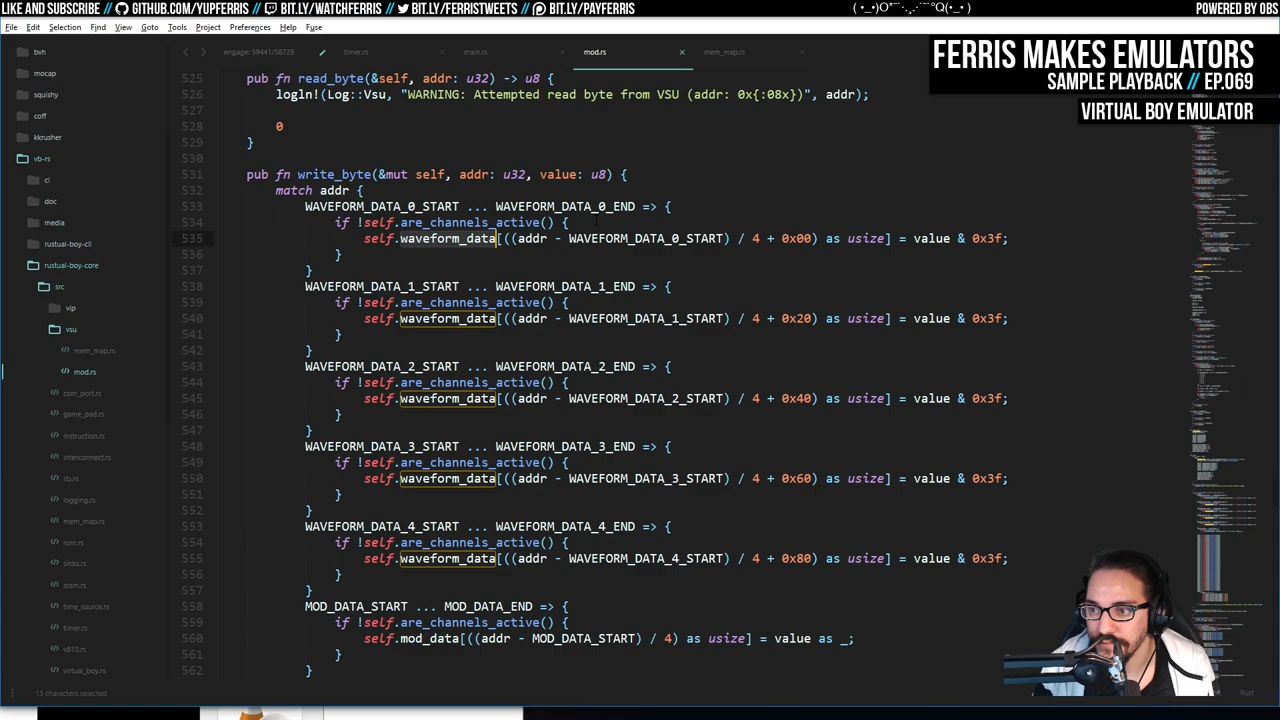 LIKE AND SUBSCRIBE // GITHUB.COM/YUPFERRIS // BIT.LY/WATCHFERRIS // BIT.LY/FERRISTWEETS // BIT.LY/PAYFERRIS
POWERED BY OBS
File Edit Selection Find View Goto Tools Project Preferences Help Fuse
FERRIS MAKES EMULATORS
SAMPLE PLAYBACK // EP.069
VIRTUAL BOY EMULATOR
engage: 59441/58729 timer.rs main.rs mod.rs mem_map.rs
bvh
mocap
squishy
coff
kkrusher
vb-rs
ci
doc
media
rustual-boy-cli
rustual-boy-core
src
vip
vsu
mem_map.rs
mod.rs
com_port.rs
game_pad.rs
instruction.rs
interconnect.rs
lib.rs
logging.rs
mem_map.rs
rom.rs
sinks.rs
sram.rs
time_source.rs
timer.rs
v810.rs
virtual_boy.rs
525 pub fn read_byte(&self, addr: u32) -> u8 {
526 logln!(Log::Vsu, "WARNING: Attempted read byte from VSU (addr: 0x{:08x})", addr);
527
528 0
529 }
530
531 pub fn write_byte(&mut self, addr: u32, value: u8) {
532 match addr {
533 WAVEFORM_DATA_0_START ... WAVEFORM_DATA_0_END => {
534 if !self.are_channels_active() {
535 self.waveform_data[((addr - WAVEFORM_DATA_0_START) / 4 + 0x00) as usize] = value & 0x3f;
536 }
537 }
538 WAVEFORM_DATA_1_START ... WAVEFORM_DATA_1_END => {
539 if !self.are_channels_active() {
540 self.waveform_data[((addr - WAVEFORM_DATA_1_START) / 4 + 0x20) as usize] = value & 0x3f;
541 }
542 }
543 WAVEFORM_DATA_2_START ... WAVEFORM_DATA_2_END => {
544 if !self.are_channels_active() {
545 self.waveform_data[((addr - WAVEFORM_DATA_2_START) / 4 + 0x40) as usize] = value & 0x3f;
546 }
547 }
548 WAVEFORM_DATA_3_START ... WAVEFORM_DATA_3_END => {
549 if !self.are_channels_active() {
550 self.waveform_data[((addr - WAVEFORM_DATA_3_START) / 4 + 0x60) as usize] = value & 0x3f;
551 }
552 }
553 WAVEFORM_DATA_4_START ... WAVEFORM_DATA_4_END => {
554 if !self.are_channels_active() {
555 self.waveform_data[((addr - WAVEFORM_DATA_4_START) / 4 + 0x80) as usize] = value & 0x3f;
556 }
557 }
558 MOD_DATA_START ... MOD_DATA_END => {
559 if !self.are_channels_active() {
560 self.mod_data[((addr - MOD_DATA_START) / 4) as usize] = value as _;
561 }
562 }
13 characters selected
Rust